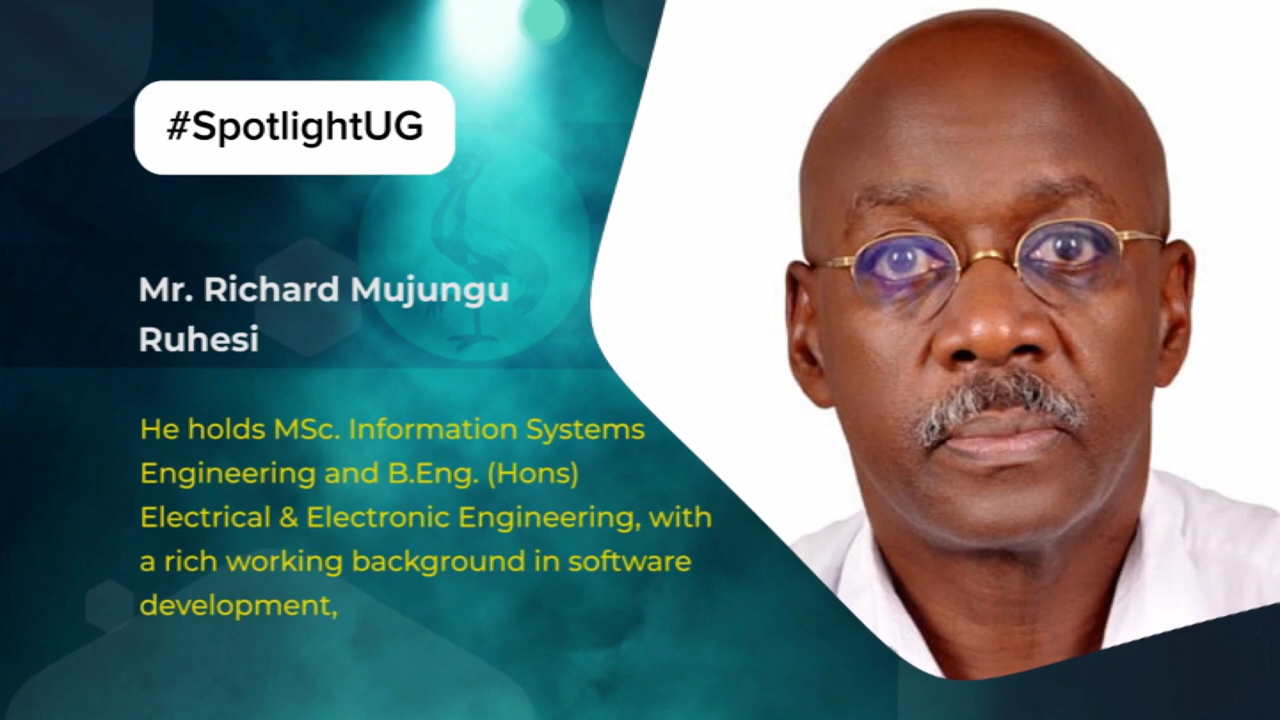 #SpotlightUG
Mr. Richard Mujungu
Ruhesi
He holds MSc. Information Systems
Engineering and B.Eng. (Hons)
Electrical & Electronic Engineering, with
a rich working background in software
development,